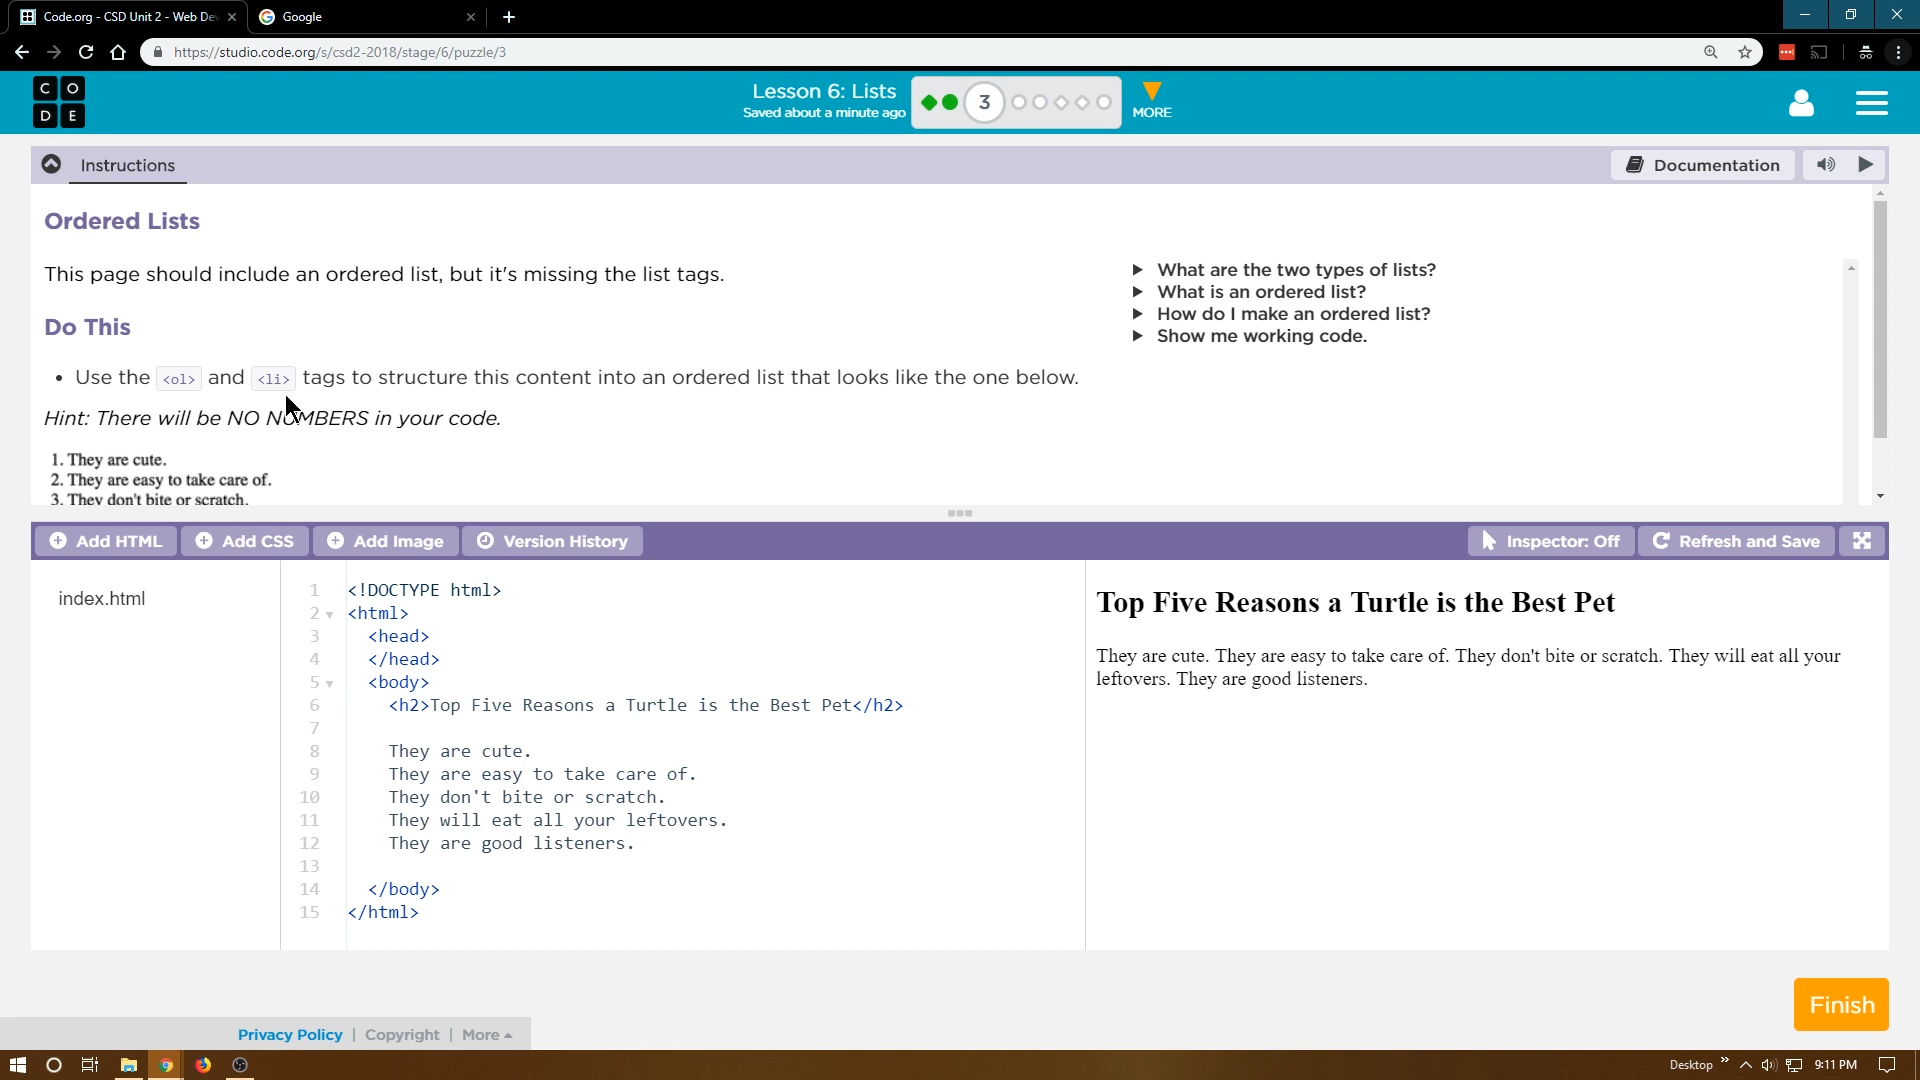 Code.org - CSD Unit 2 - Web De
Google
https://studio.code.org/s/csd2-2018/stage/6/puzzle/3
C O
D E
Lesson 6: Lists
Saved about a minute ago
3
MORE
Instructions
Documentation
Ordered Lists
This page should include an ordered list, but it's missing the list tags.
Do This
• Use the <ol> and <li> tags to structure this content into an ordered list that looks like the one below.
Hint: There will be NO NUMBERS in your code.
1. They are cute.
2. They are easy to take care of.
3. They don't bite or scratch.
What are the two types of lists?
What is an ordered list?
How do I make an ordered list?
Show me working code.
Add HTML
Add CSS
Add Image
Version History
Inspector: Off
Refresh and Save
index.html
1 <!DOCTYPE html>
2 <html>
3 <head>
4 </head>
5 <body>
6 <h2>Top Five Reasons a Turtle is the Best Pet</h2>
7
8 They are cute.
9 They are easy to take care of.
10 They don't bite or scratch.
11 They will eat all your leftovers.
12 They are good listeners.
13
14 </body>
15 </html>
Top Five Reasons a Turtle is the Best Pet
They are cute. They are easy to take care of. They don't bite or scratch. They will eat all your
leftovers. They are good listeners.
Finish
Privacy Policy | Copyright | More
Desktop
9:11 PM